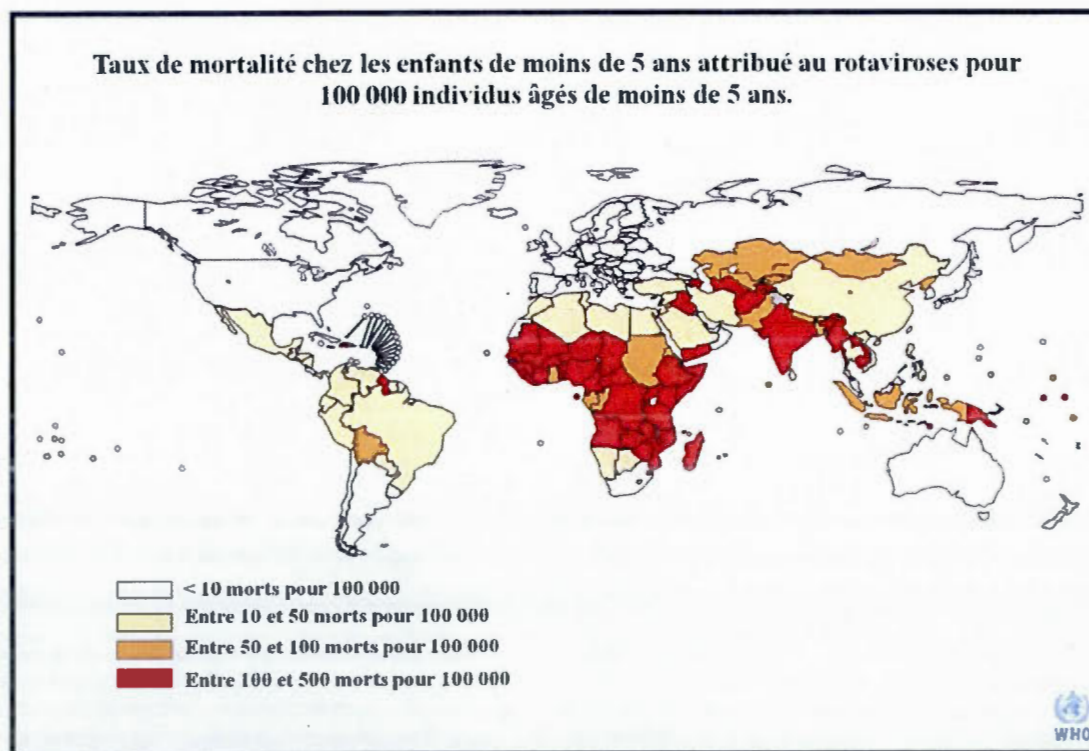 Taux de mortalité chez les enfants de moins de 5 ans attribué au rotaviroses pour
100 000 individus âgés de moins de 5 ans.
< 10 morts pour 100 000
Entre 10 et 50 morts pour 100 000
Entre 50 et 100 morts pour 100 000
Entre 100 et 500 morts pour 100 000
WHO